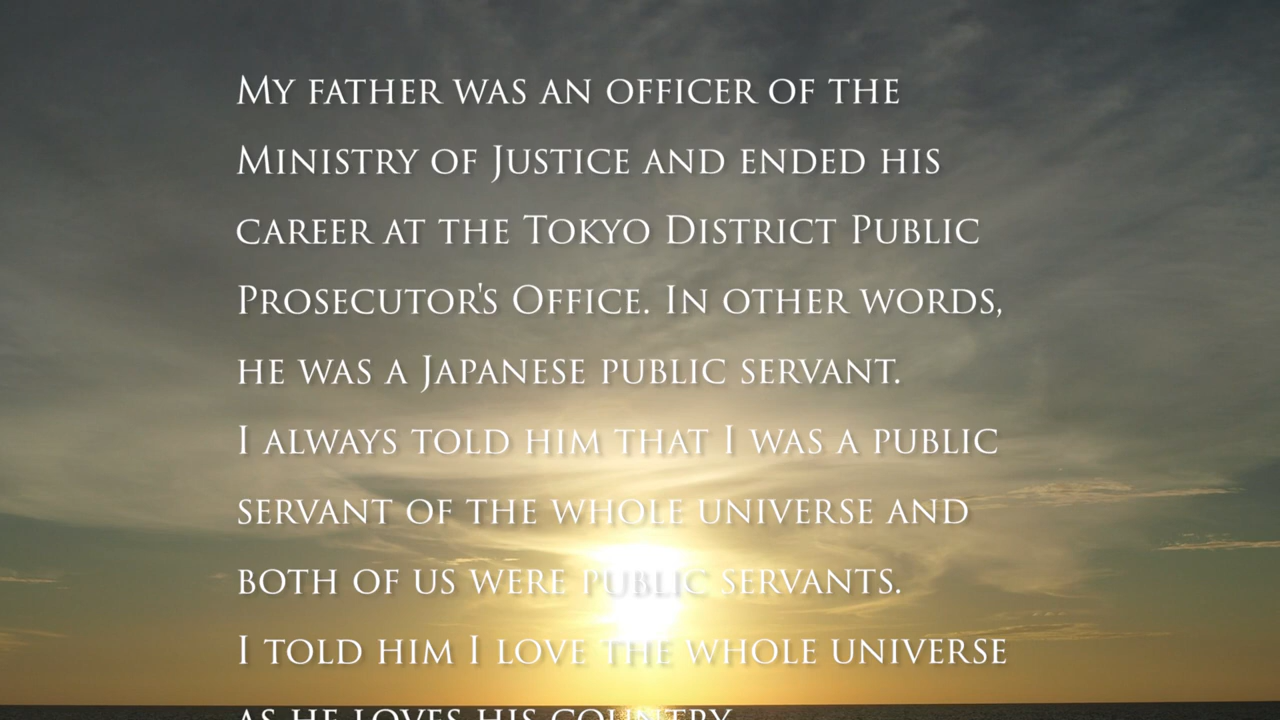 My father was an officer of the
Ministry of Justice and ended his
career at the Tokyo District Public
Prosecutor's Office. In other words,
he was a Japanese public servant.
I always told him that I was a public
servant of the whole universe and
both of us were public servants.
I told him I love the whole universe
as he loves his country.